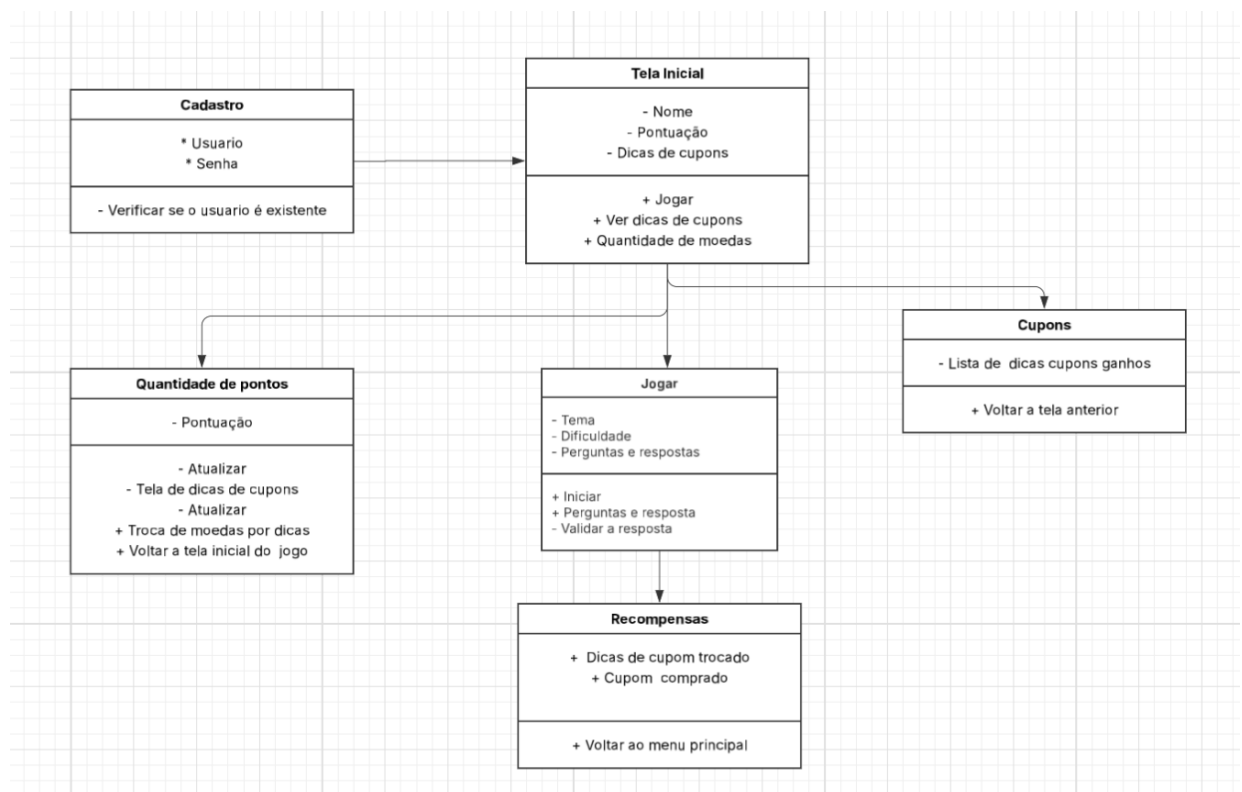 Cadastro
* Usuario
* Senha
- Verificar se o usuario é existente
Tela Inicial
- Nome
- Pontuação
- Dicas de cupons
+ Jogar
+ Ver dicas de cupons
+ Quantidade de moedas
Quantidade de pontos
- Pontuação
- Atualizar
- Tela de dicas de cupons
- Atualizar
+ Troca de moedas por dicas
+ Voltar a tela inicial do jogo
Jogar
- Tema
- Dificuldade
- Perguntas e respostas
+ Iniciar
+ Perguntas e resposta
- Validar a resposta
Cupons
- Lista de dicas cupons ganhos
+ Voltar a tela anterior
Recompensas
+ Dicas de cupom trocado
+ Cupom comprado
+ Voltar ao menu principal